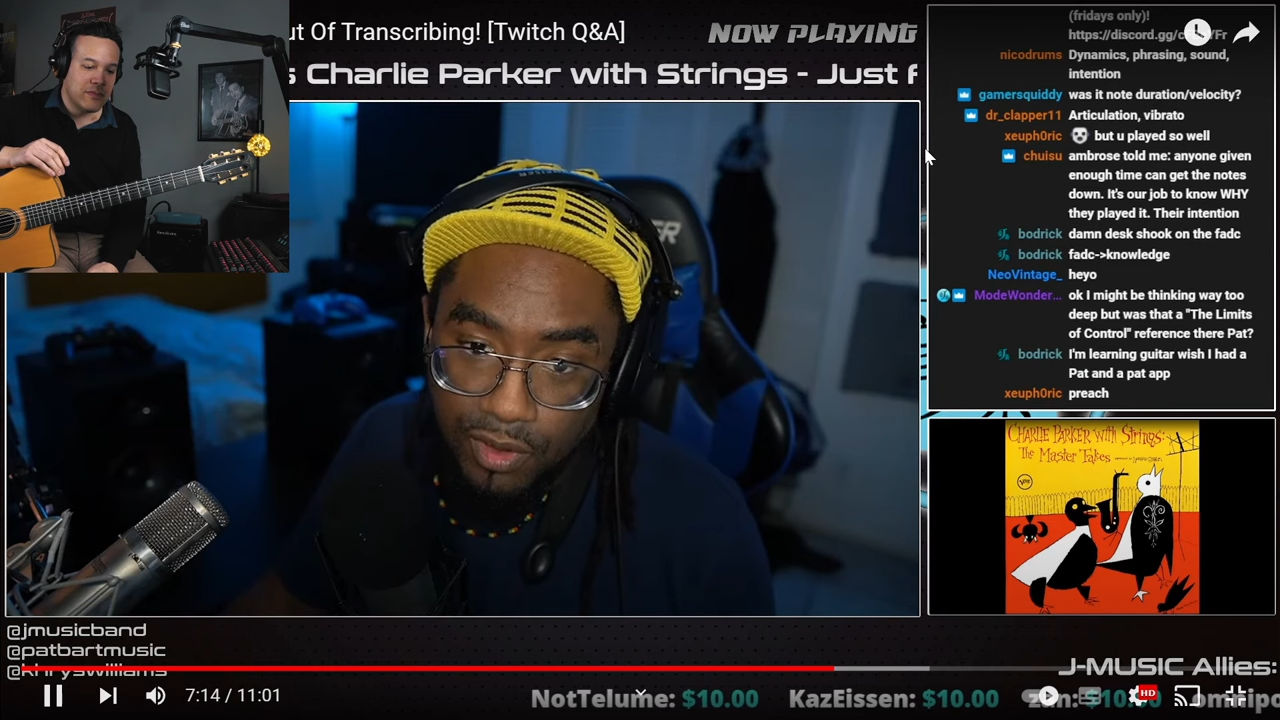 ut Of Transcribing! [Twitch Q&A]
NOW PLAYING
s Charlie Parker with Strings - Just F
(fridays only)!
nicodrums Dynamics, phrasing, sound,
intention
gamersquiddy was it note duration/velocity?
dr_clapper11 Articulation, vibrato
xeuph0ric but u played so well
chuisu ambrose told me: anyone given
enough time can get the notes
down. It's our job to know WHY
they played it. Their intention
bodrick damn desk shook on the fadc
bodrick fadc->knowledge
NeoVintage_ heyo
ModeWonder... ok I might be thinking way too
deep but was that a "The Limits
of Control" reference there Pat?
bodrick I'm learning guitar wish I had a
Pat and a pat app
xeuph0ric preach
CHARLIE PARKER WITH STRINGS:
The Master Takes
@jmusicband
@patbartmusic
@khryswilliams
J-MUSIC Allies:
7:14 / 11:01
NotTelume: $10.00 KazEissen: $10.00
HD